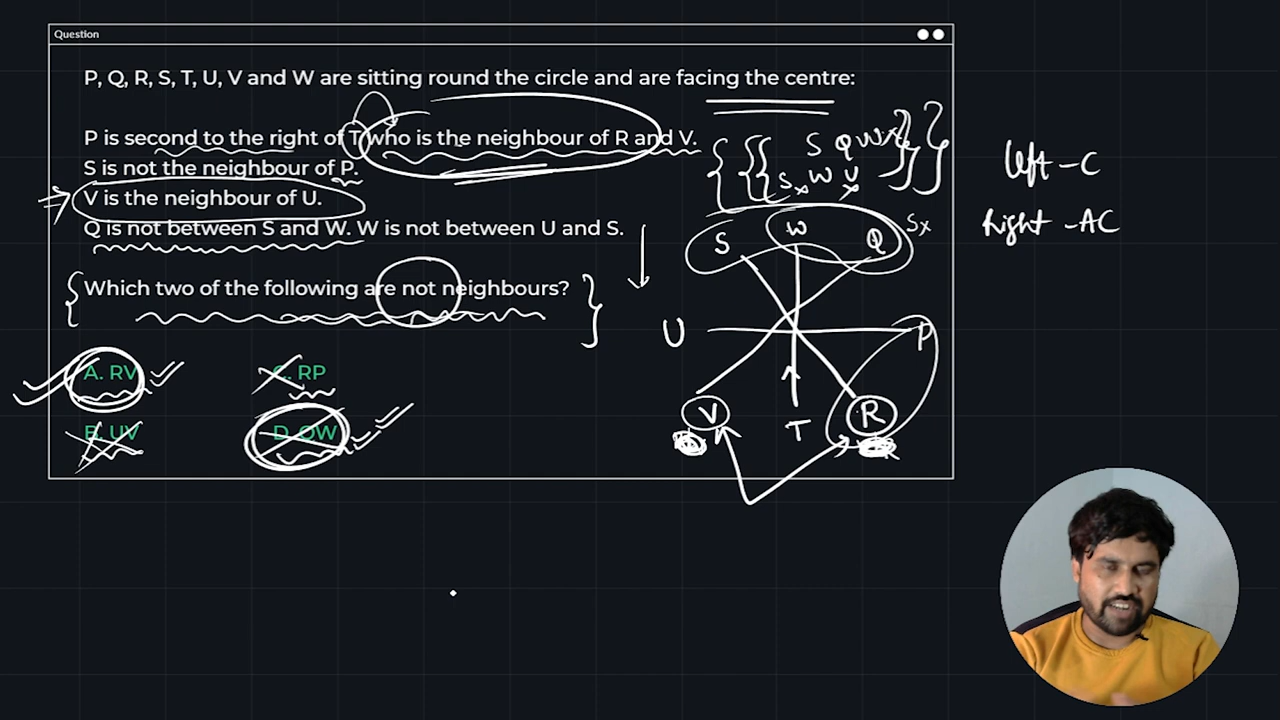 Question
P, Q, R, S, T, U, V and W are sitting round the circle and are facing the centre:
P is second to the right of T who is the neighbour of R and V.
S is not the neighbour of P.
V is the neighbour of U.
Q is not between S and W. W is not between U and S.
Which two of the following are not neighbours?
A. RV
C. RP
B. UV
D. QW
S Q W
S W
left - C
Right - AC
S W Q Sx
U P
V T R